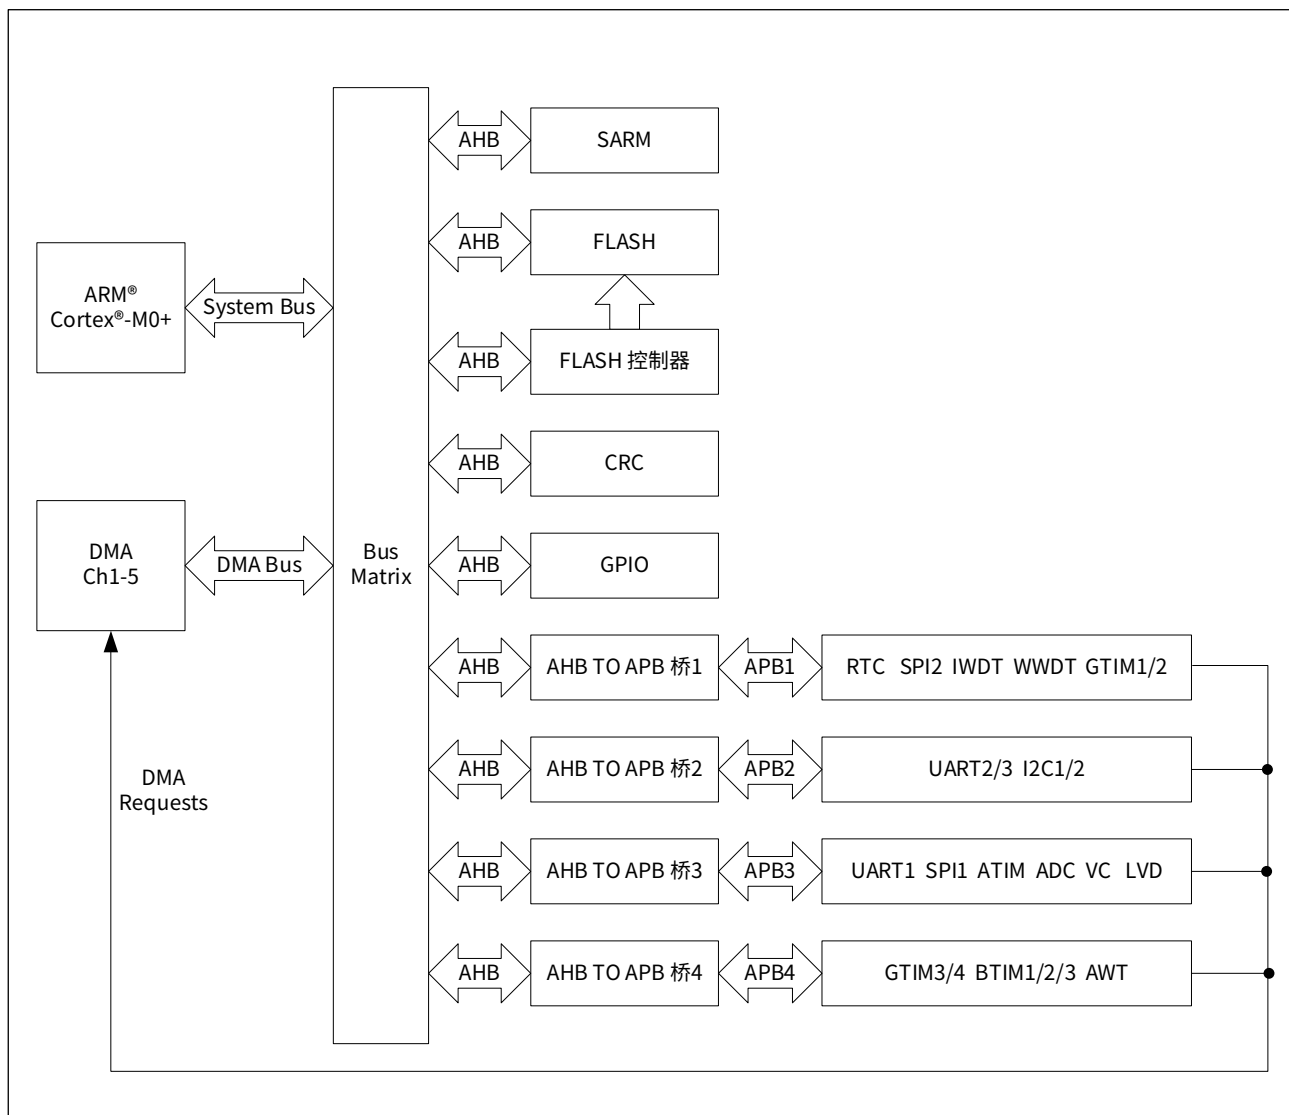 AHB
SARM
AHB
FLASH
ARM®
Cortex®-M0+
System Bus
AHB
FLASH 控制器
AHB
CRC
DMA
Ch1-5
DMA Bus
Bus
Matrix
AHB
GPIO
AHB
AHB TO APB 桥1
APB1
RTC SPI2 IWDT WWDT GTIM1/2
DMA
Requests
AHB
AHB TO APB 桥2
APB2
UART2/3 I2C1/2
AHB
AHB TO APB 桥3
APB3
UART1 SPI1 ATIM ADC VC LVD
AHB
AHB TO APB 桥4
APB4
GTIM3/4 BTIM1/2/3 AWT